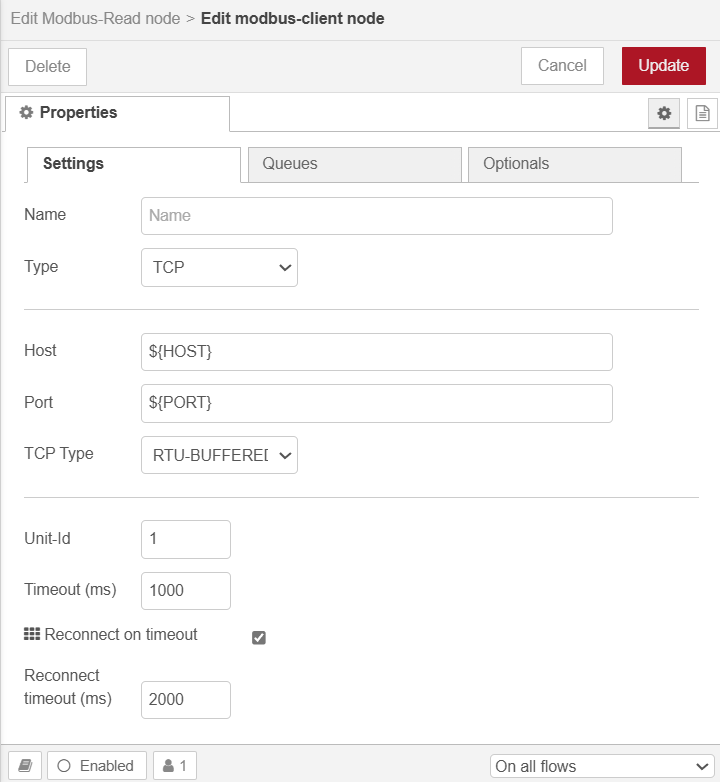 Edit Modbus-Read node > Edit modbus-client node
Delete
Cancel
Update
Properties
Settings
Queues
Optionals
Name
Name
Type
TCP
Host
${HOST}
Port
${PORT}
TCP Type
RTU-BUFFERED
Unit-Id
1
Timeout (ms)
1000
Reconnect on timeout
Reconnect
timeout (ms)
2000
Enabled
1
On all flows